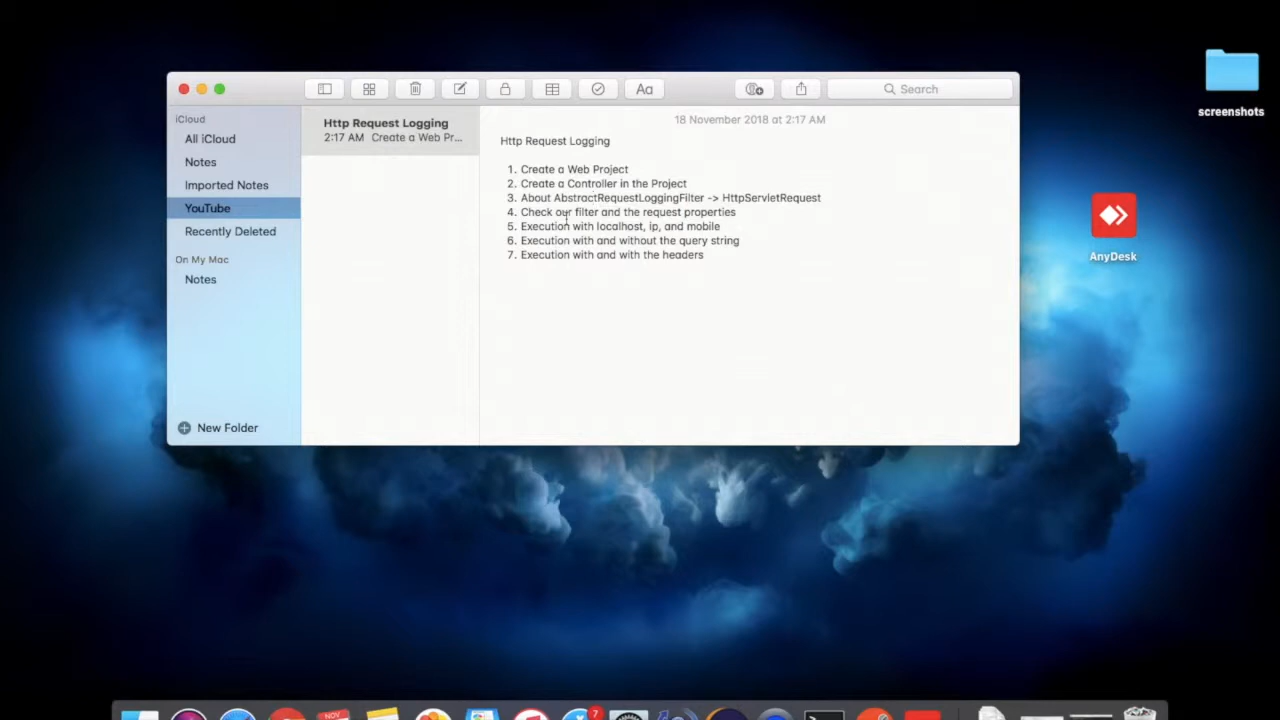 Aa
Search
iCloud
All iCloud
Notes
Imported Notes
YouTube
Recently Deleted
On My Mac
Notes
New Folder
Http Request Logging
2:17 AM Create a Web Pr...
18 November 2018 at 2:17 AM
Http Request Logging
1. Create a Web Project
2. Create a Controller in the Project
3. About AbstractRequestLoggingFilter -> HttpServletRequest
4. Check our filter and the request properties
5. Execution with localhost, ip, and mobile
6. Execution with and without the query string
7. Execution with and with the headers
screenshots
AnyDesk
NOV
7